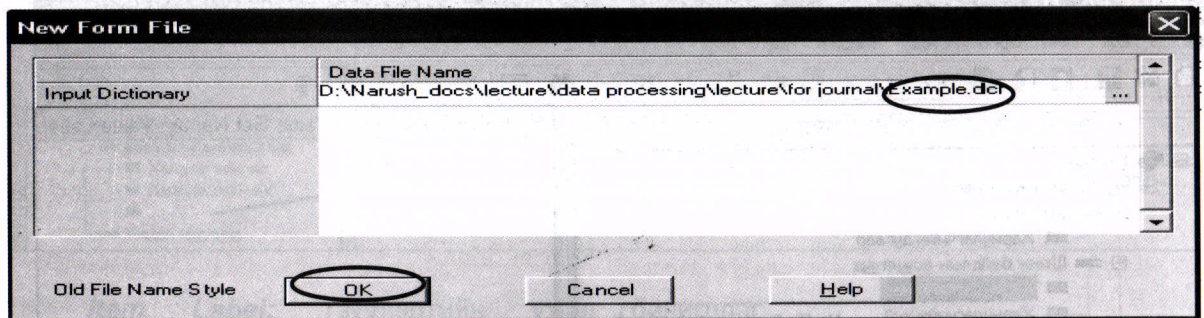 New Form File
Data File Name
Input Dictionary D:\Narush_docs\lecture\data processing\lecture\for journal\Example.dcf ...
Old File Name Style OK Cancel Help